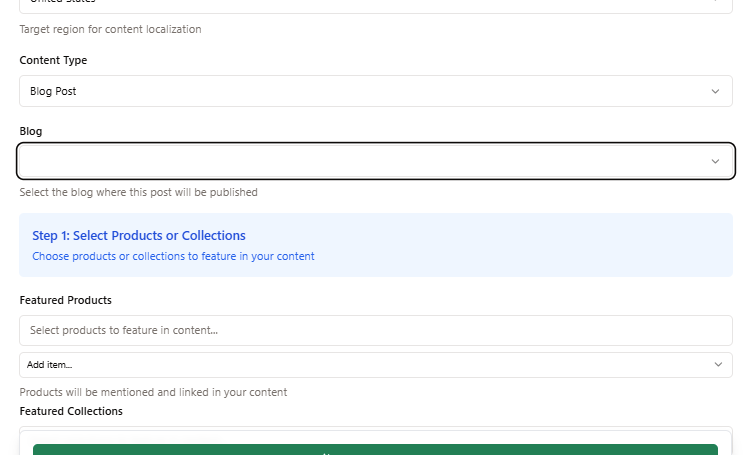 United States
Target region for content localization
Content Type
Blog Post
Blog
Select the blog where this post will be published
Step 1: Select Products or Collections
Choose products or collections to feature in your content
Featured Products
Select products to feature in content...
Add item...
Products will be mentioned and linked in your content
Featured Collections